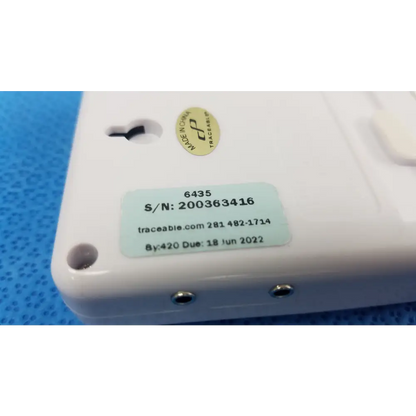 MADE IN CHINA
TRACEABLE®
6435
S/N: 200363416
traceable.com 281 482-1714
By:420 Due: 18 Jun 2022